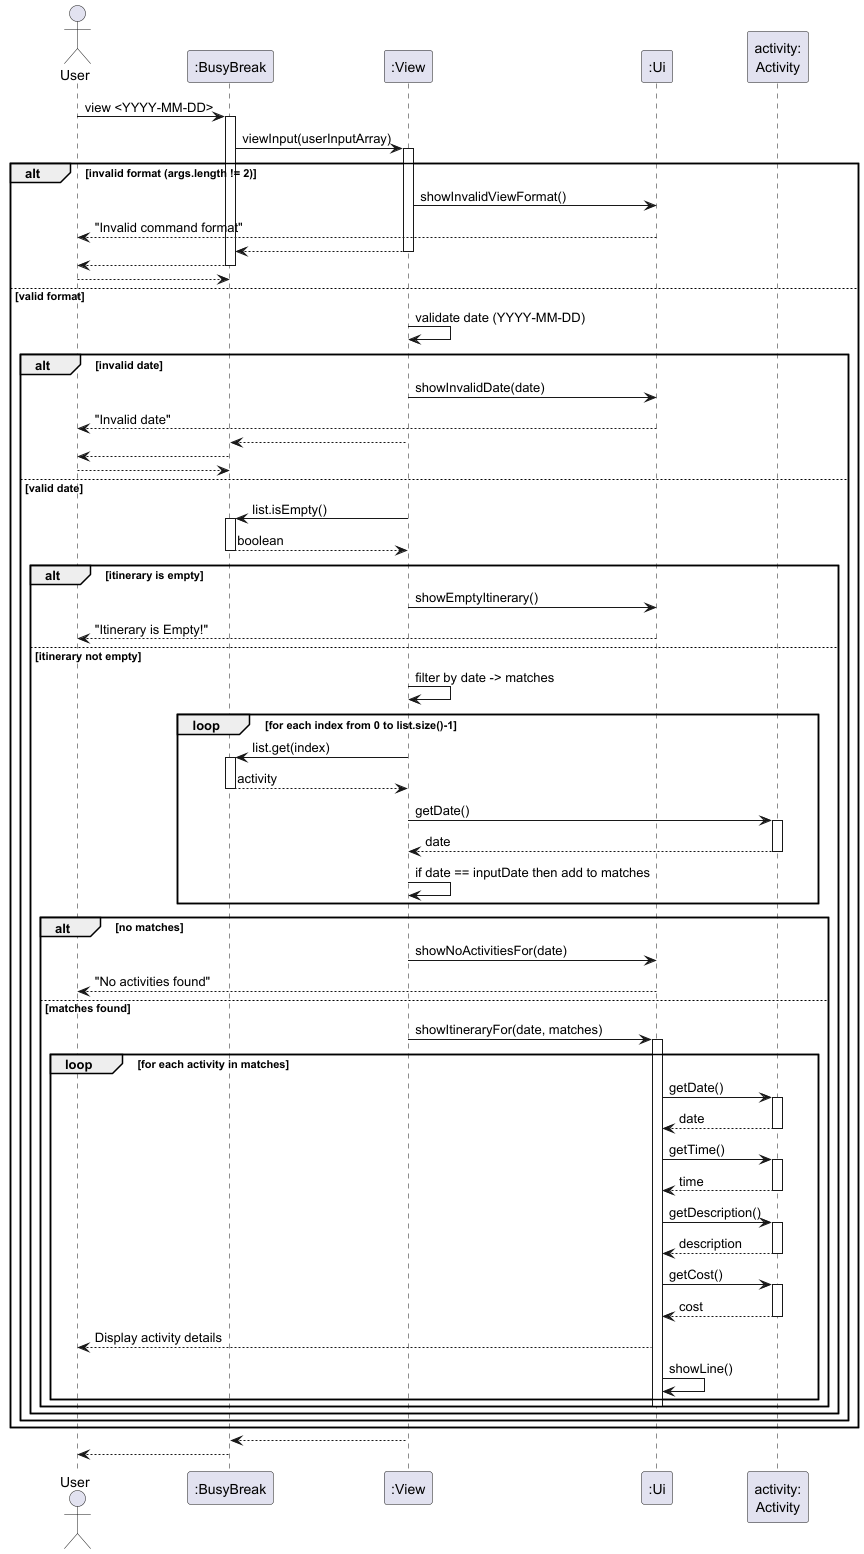 User
:BusyBreak
:View
:Ui
activity:
Activity
view <YYYY-MM-DD>
viewInput(userInputArray)
alt
[invalid format (args.length != 2)]
showInvalidViewFormat()
"Invalid command format"
[valid format]
validate date (YYYY-MM-DD)
alt
[invalid date]
showInvalidDate(date)
"Invalid date"
[valid date]
list.isEmpty()
boolean
alt
[itinerary is empty]
showEmptyItinerary()
"Itinerary is Empty!"
[itinerary not empty]
filter by date -> matches
loop
[for each index from 0 to list.size()-1]
list.get(index)
activity
getDate()
date
if date == inputDate then add to matches
alt
[no matches]
showNoActivitiesFor(date)
"No activities found"
[matches found]
showItineraryFor(date, matches)
loop
[for each activity in matches]
getDate()
date
getTime()
time
getDescription()
description
getCost()
cost
Display activity details
showLine()
User
:BusyBreak
:View
:Ui
activity:
Activity